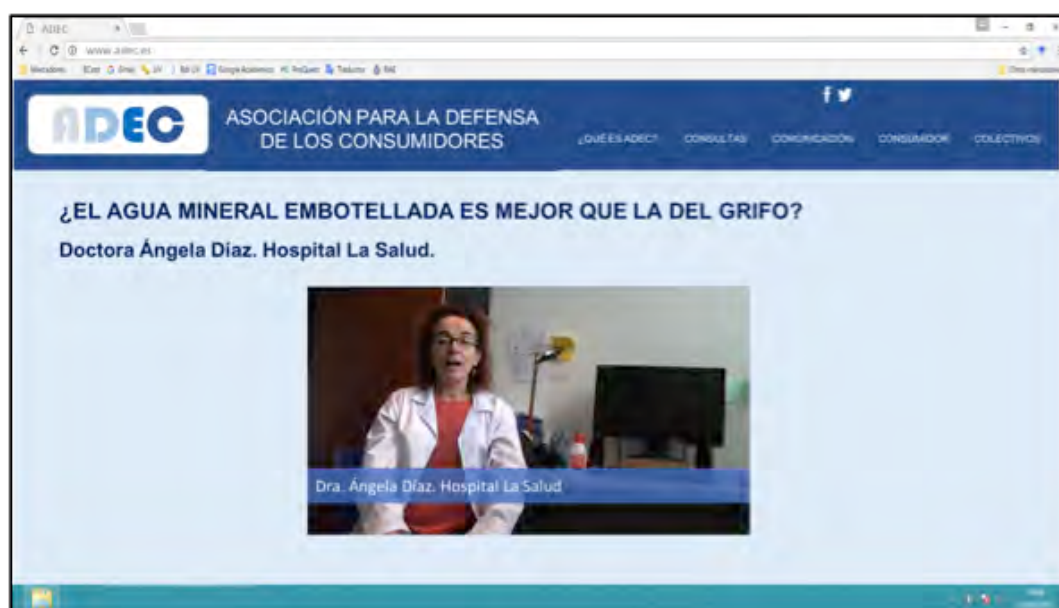 ADEC
www.adec.es
ADEC
ASOCIACIÓN PARA LA DEFENSA
DE LOS CONSUMIDORES
¿QUÉ ES ADEC?
CONSULTAS
COMUNICACIÓN
CONSUMIDOR
COLECTIVOS
¿EL AGUA MINERAL EMBOTELLADA ES MEJOR QUE LA DEL GRIFO?
Doctora Ángela Díaz. Hospital La Salud.
Dra. Ángela Díaz. Hospital La Salud